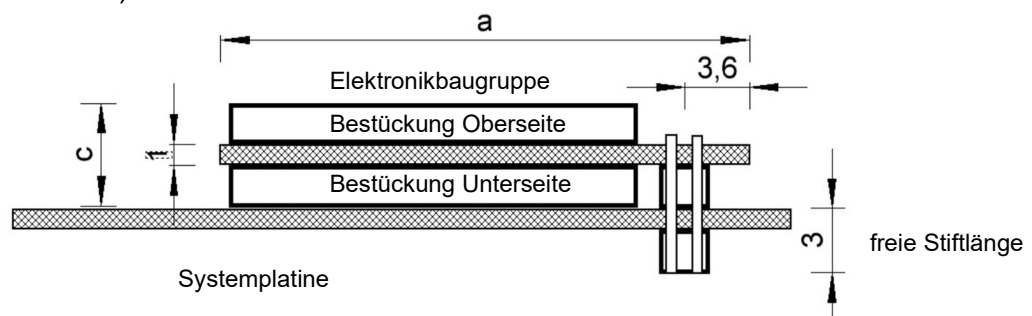 a
3,6
Elektronikbaugruppe
Bestückung Oberseite
c
1
Bestückung Unterseite
3
freie Stiftlänge
Systemplatine